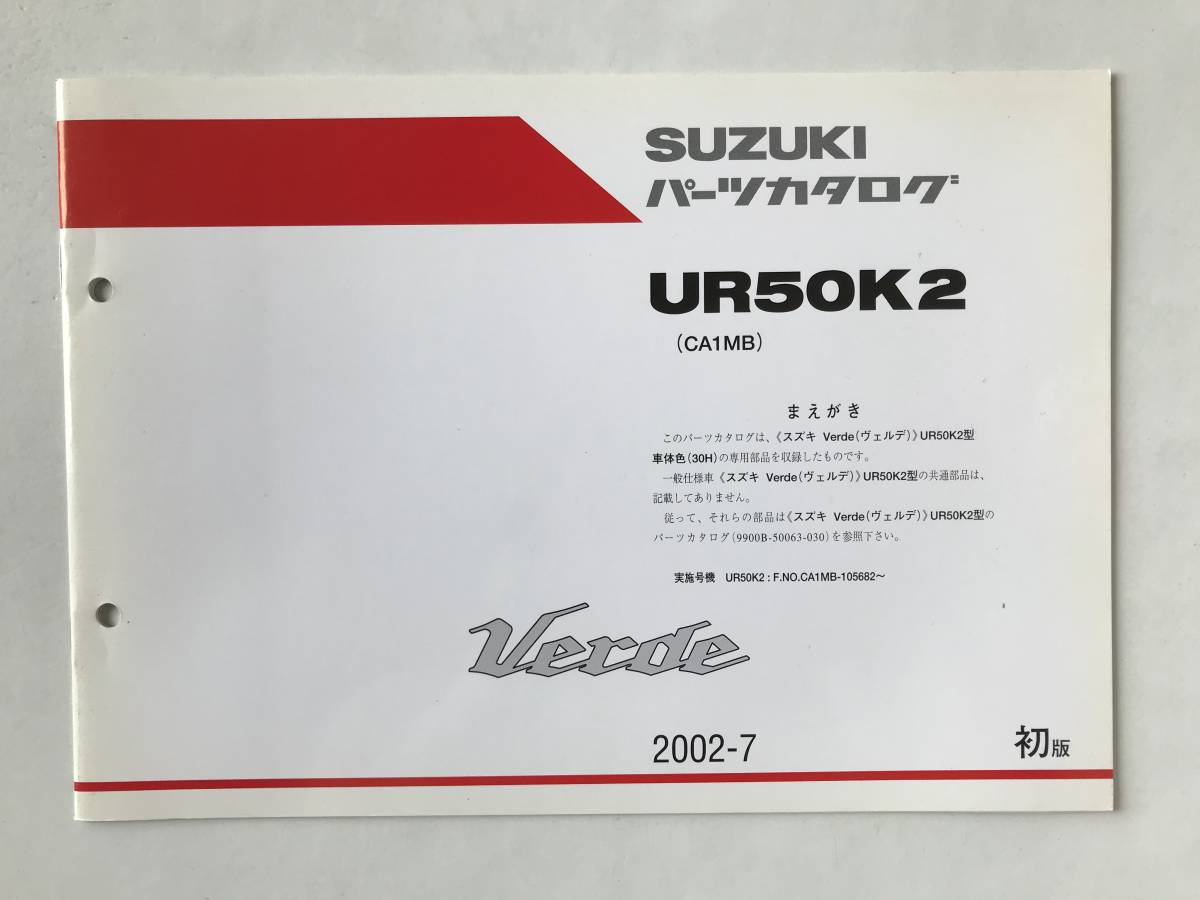 SUZUKI
パーツカタログ
UR50K2
(CA1MB)
まえがき
このパーツカタログは、《スズキ Verde(ヴェルデ)》UR50K2型
車体色(30H)の専用部品を収録したものです。
一般仕様車《スズキ Verde(ヴェルデ)》UR50K2型の共通部品は、
記載してありません。
従って、それらの部品は《スズキ Verde(ヴェルデ)》UR50K2型の
パーツカタログ(9900B-50063-030)を参照下さい。
実施号機 UR50K2 : F.NO.CA1MB-105682～
Verde
2002-7 初版